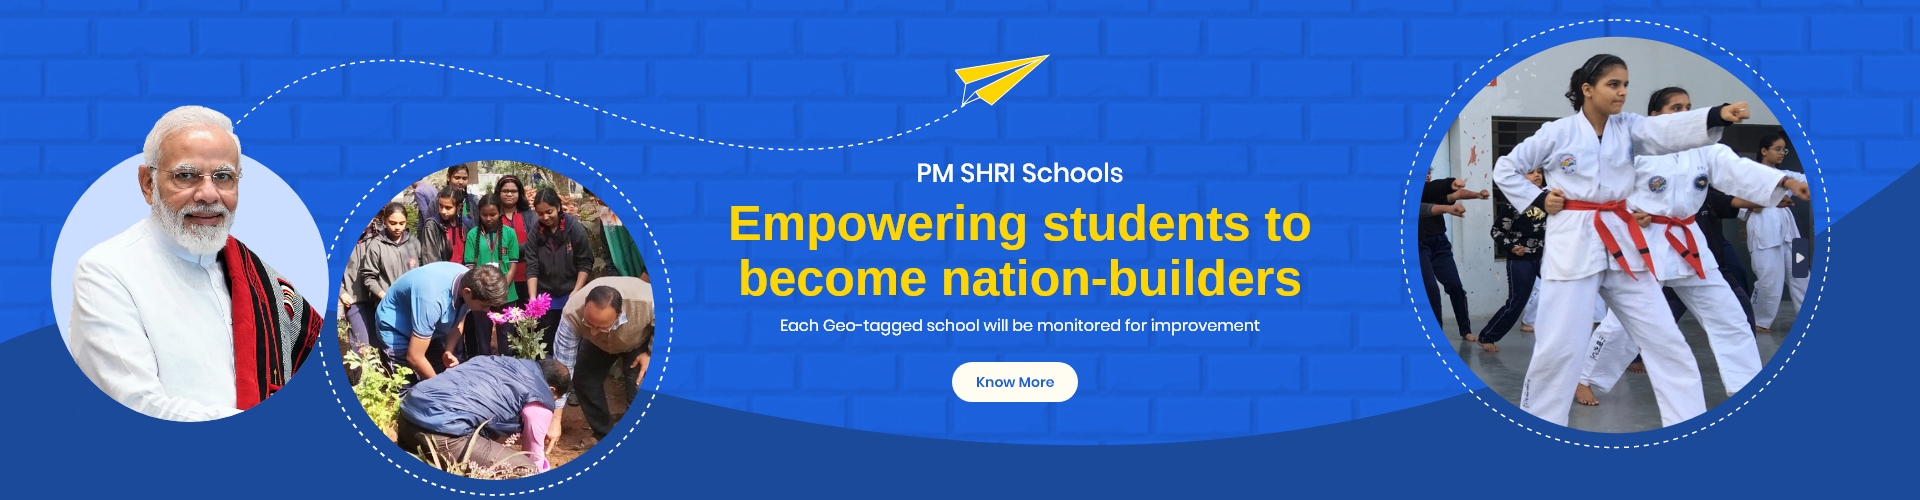 PM SHRI Schools
Empowering students to
become nation-builders
Each Geo-tagged school will be monitored for improvement
Know More